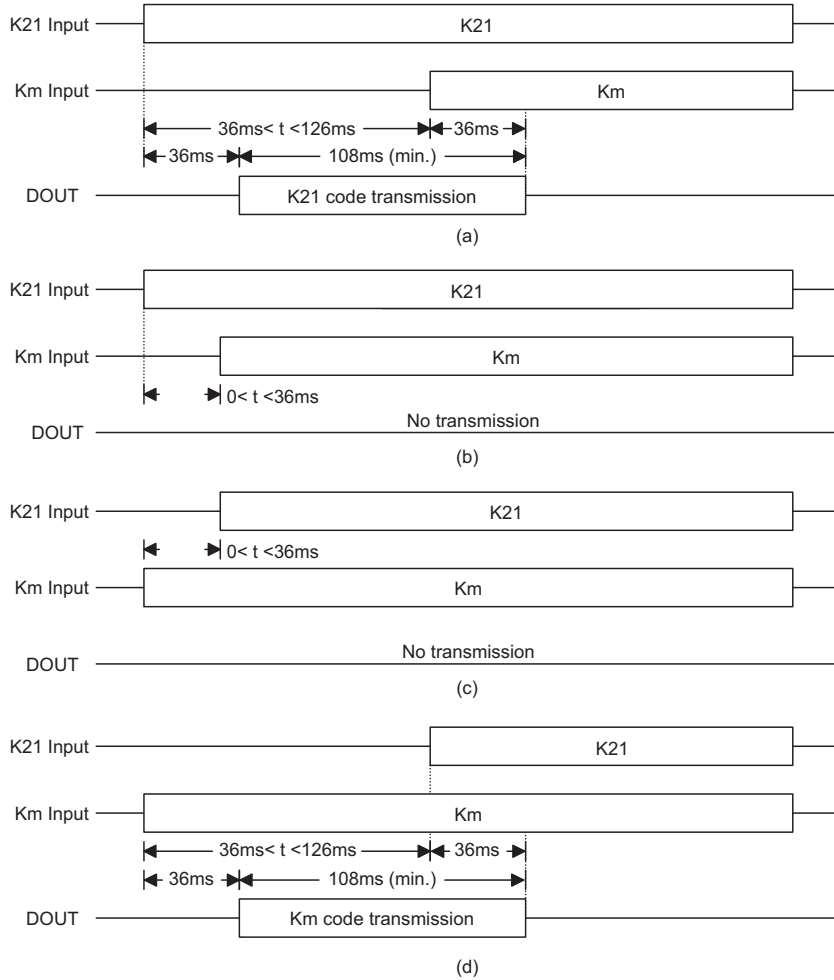 K21 Input
K21
Km Input
Km
36ms< t <126ms
36ms
36ms
108ms (min.)
DOUT
K21 code transmission
(a)
K21 Input
K21
Km Input
Km
0< t <36ms
No transmission
DOUT
(b)
K21 Input
K21
0< t <36ms
Km Input
Km
No transmission
DOUT
(c)
K21 Input
K21
Km Input
Km
36ms< t <126ms
36ms
36ms
108ms (min.)
DOUT
Km code transmission
(d)